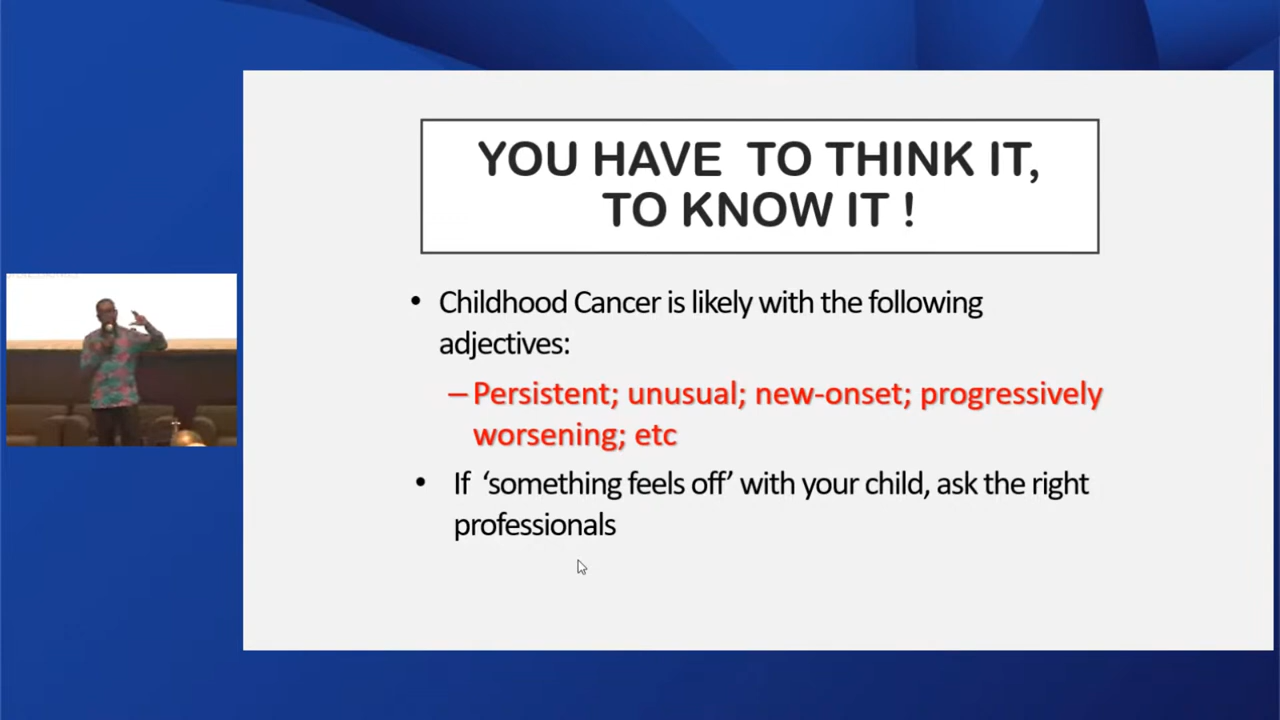 YOU HAVE TO THINK IT,
TO KNOW IT !
• Childhood Cancer is likely with the following
adjectives:
– Persistent; unusual; new-onset; progressively
worsening; etc
• If ‘something feels off’ with your child, ask the right
professionals